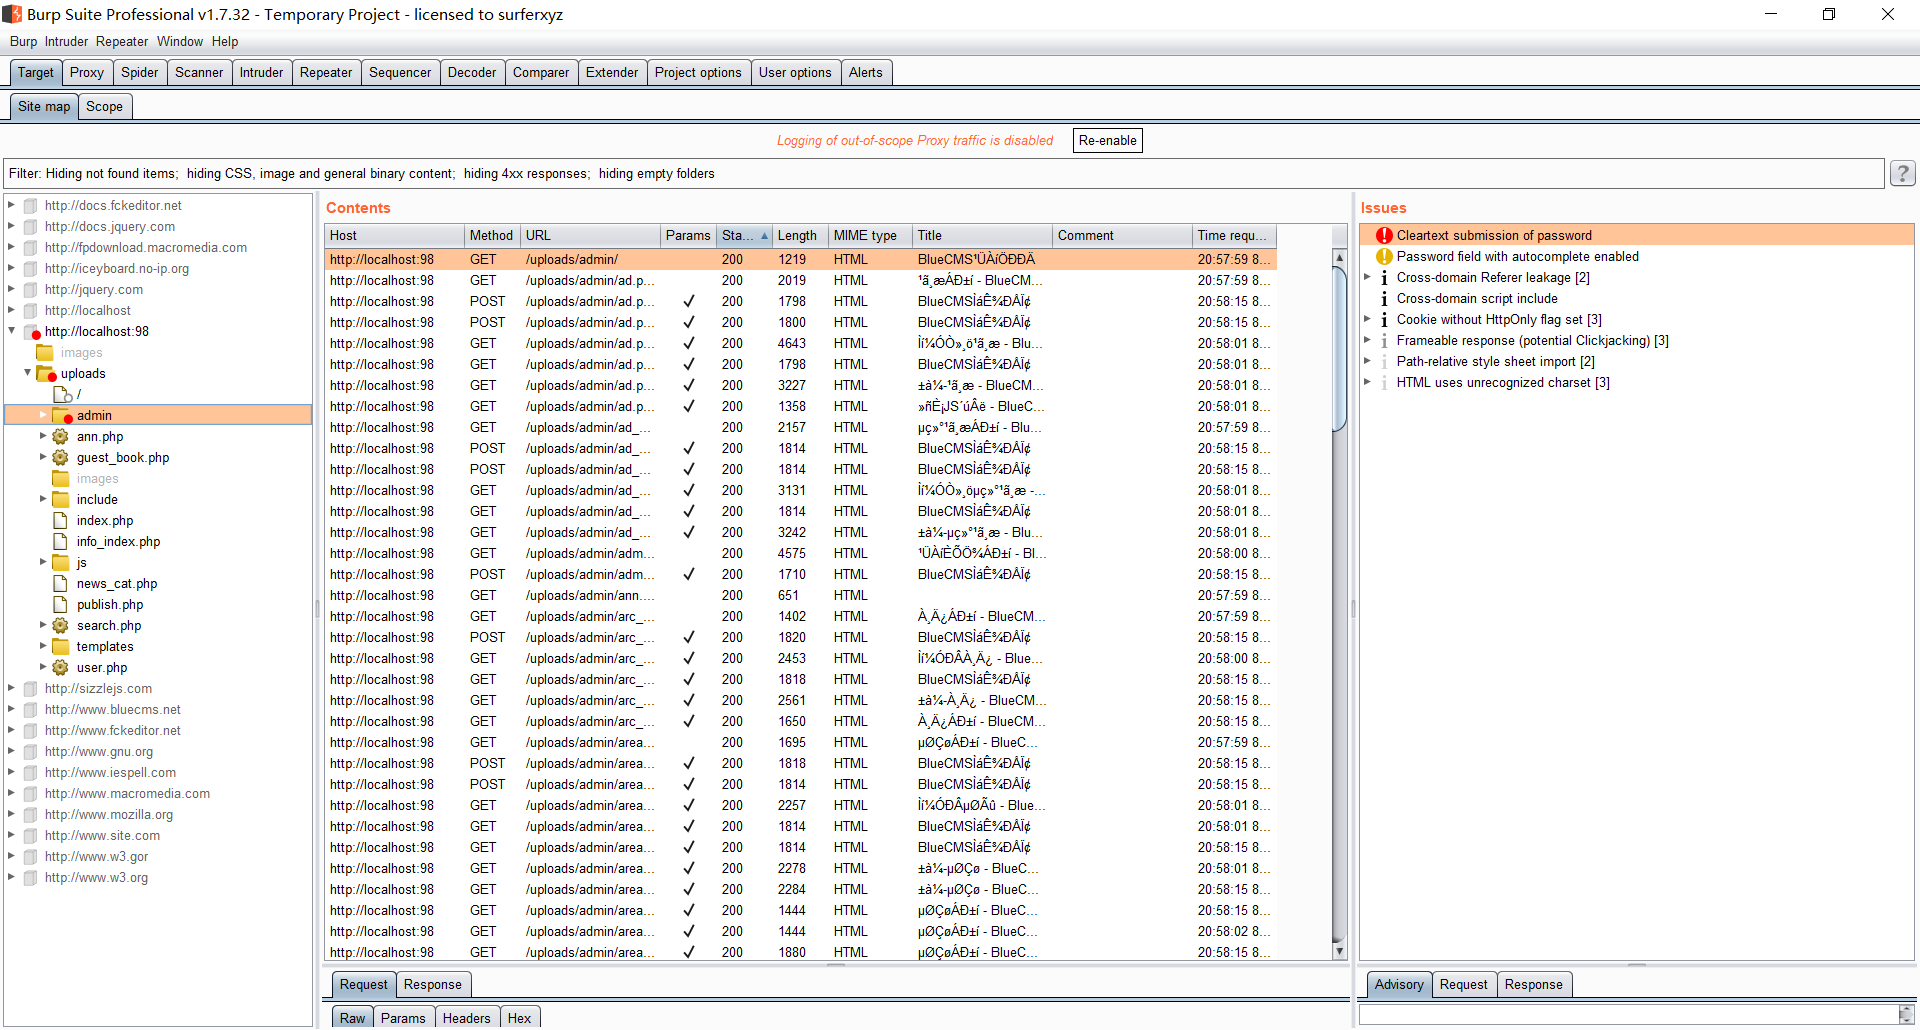 Burp Suite Professional v1.7.32 - Temporary Project - licensed to surferxyz
Burp Intruder Repeater Window Help
Target Proxy Spider Scanner Intruder Repeater Sequencer Decoder Comparer Extender Project options User options Alerts
Site map Scope
Logging of out-of-scope Proxy traffic is disabled Re-enable
Filter: Hiding not found items; hiding CSS, image and general binary content; hiding 4xx responses; hiding empty folders ?
http://docs.fckeditor.net
http://docs.jquery.com
http://fpdownload.macromedia.com
http://iceyboard.no-ip.org
http://jquery.com
http://localhost
http://localhost:98
images
uploads
/
admin
ann.php
guest_book.php
images
include
index.php
info_index.php
js
news_cat.php
publish.php
search.php
templates
user.php
http://sizzlejs.com
http://www.bluecms.net
http://www.fckeditor.net
http://www.gnu.org
http://www.iespell.com
http://www.macromedia.com
http://www.mozilla.org
http://www.site.com
http://www.w3.gor
http://www.w3.org
Contents
Host Method URL Params Sta... Length MIME type Title Comment Time requ...
http://localhost:98 GET /uploads/admin/ 200 1219 HTML BlueCMS¹ÜÀíÖÐÐÄ 20:57:59 8...
http://localhost:98 GET /uploads/admin/ad.p... 200 2019 HTML ¹ã¸æÁÐ±í - BlueCM... 20:57:59 8...
http://localhost:98 POST /uploads/admin/ad.p... ✓ 200 1798 HTML BlueCMSÌáÊ¾ÐÅÏ¢ 20:58:15 8...
http://localhost:98 POST /uploads/admin/ad.p... ✓ 200 1800 HTML BlueCMSÌáÊ¾ÐÅÏ¢ 20:58:15 8...
http://localhost:98 GET /uploads/admin/ad.p... ✓ 200 4643 HTML Ìí¼ÓÒ»¸ö¹ã¸æ - Blu... 20:58:01 8...
http://localhost:98 GET /uploads/admin/ad.p... ✓ 200 1798 HTML BlueCMSÌáÊ¾ÐÅÏ¢ 20:58:01 8...
http://localhost:98 GET /uploads/admin/ad.p... ✓ 200 3227 HTML ±à¼-¹ã¸æ - BlueCM... 20:58:01 8...
http://localhost:98 GET /uploads/admin/ad.p... ✓ 200 1358 HTML »ñÈ¡JS´úÂë - BlueC... 20:58:01 8...
http://localhost:98 GET /uploads/admin/ad_... 200 2157 HTML µç»°¹ã¸æÁÐ±í - Blu... 20:57:59 8...
http://localhost:98 POST /uploads/admin/ad_... ✓ 200 1814 HTML BlueCMSÌáÊ¾ÐÅÏ¢ 20:58:15 8...
http://localhost:98 POST /uploads/admin/ad_... ✓ 200 1814 HTML BlueCMSÌáÊ¾ÐÅÏ¢ 20:58:15 8...
http://localhost:98 GET /uploads/admin/ad_... ✓ 200 3131 HTML Ìí¼ÓÒ»¸öµç»°¹ã¸æ -... 20:58:01 8...
http://localhost:98 GET /uploads/admin/ad_... ✓ 200 1814 HTML BlueCMSÌáÊ¾ÐÅÏ¢ 20:58:01 8...
http://localhost:98 GET /uploads/admin/ad_... ✓ 200 3242 HTML ±à¼-µç»°¹ã¸æ - Blu... 20:58:01 8...
http://localhost:98 GET /uploads/admin/adm... 200 4575 HTML ¹ÜÀíÈÕÖ¾ÁÐ±í - Bl... 20:58:00 8...
http://localhost:98 POST /uploads/admin/adm... ✓ 200 1710 HTML BlueCMSÌáÊ¾ÐÅÏ¢ 20:58:15 8...
http://localhost:98 GET /uploads/admin/ann.... 200 651 HTML 20:57:59 8...
http://localhost:98 GET /uploads/admin/arc_... 200 1402 HTML À¸Ä¿ÁÐ±í - BlueCM... 20:57:59 8...
http://localhost:98 POST /uploads/admin/arc_... ✓ 200 1820 HTML BlueCMSÌáÊ¾ÐÅÏ¢ 20:58:15 8...
http://localhost:98 GET /uploads/admin/arc_... ✓ 200 2453 HTML Ìí¼ÓÐÂÀ¸Ä¿ - Blue... 20:58:00 8...
http://localhost:98 GET /uploads/admin/arc_... ✓ 200 1818 HTML BlueCMSÌáÊ¾ÐÅÏ¢ 20:58:15 8...
http://localhost:98 GET /uploads/admin/arc_... ✓ 200 2561 HTML ±à¼-À¸Ä¿ - BlueCM... 20:58:15 8...
http://localhost:98 GET /uploads/admin/arc_... ✓ 200 1650 HTML À¸Ä¿ÁÐ±í - BlueCM... 20:58:15 8...
http://localhost:98 GET /uploads/admin/area... 200 1695 HTML µØÇøÁÐ±í - BlueC... 20:57:59 8...
http://localhost:98 POST /uploads/admin/area... ✓ 200 1818 HTML BlueCMSÌáÊ¾ÐÅÏ¢ 20:58:15 8...
http://localhost:98 POST /uploads/admin/area... ✓ 200 1814 HTML BlueCMSÌáÊ¾ÐÅÏ¢ 20:58:15 8...
http://localhost:98 GET /uploads/admin/area... ✓ 200 2257 HTML Ìí¼ÓÐÂµØÃû - Blue... 20:58:01 8...
http://localhost:98 GET /uploads/admin/area... ✓ 200 1814 HTML BlueCMSÌáÊ¾ÐÅÏ¢ 20:58:01 8...
http://localhost:98 GET /uploads/admin/area... ✓ 200 1814 HTML BlueCMSÌáÊ¾ÐÅÏ¢ 20:58:15 8...
http://localhost:98 GET /uploads/admin/area... ✓ 200 2278 HTML ±à¼-µØÇø - BlueC... 20:58:01 8...
http://localhost:98 GET /uploads/admin/area... ✓ 200 2284 HTML ±à¼-µØÇø - BlueC... 20:58:15 8...
http://localhost:98 GET /uploads/admin/area... ✓ 200 1444 HTML µØÇøÁÐ±í - BlueC... 20:58:15 8...
http://localhost:98 GET /uploads/admin/area... ✓ 200 1444 HTML µØÇøÁÐ±í - BlueC... 20:58:02 8...
http://localhost:98 GET /uploads/admin/area... ✓ 200 1880 HTML µØÇøÁÐ±í - BlueC... 20:58:15 8...
Request Response
Raw Params Headers Hex
Issues
Cleartext submission of password
Password field with autocomplete enabled
Cross-domain Referer leakage [2]
Cross-domain script include
Cookie without HttpOnly flag set [3]
Frameable response (potential Clickjacking) [3]
Path-relative style sheet import [2]
HTML uses unrecognized charset [3]
Advisory Request Response